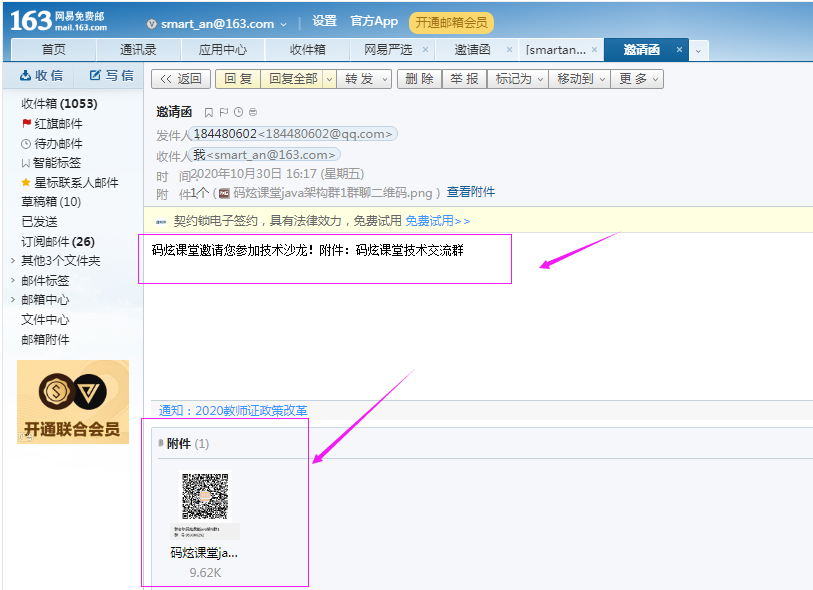 163 网易免费邮 mail.163.com
smart_an@163.com 设置 官方App 开通邮箱会员
首页 通讯录 应用中心 收件箱 网易严选 × 邀请函 × [smartan... × 邀请函 ×
收信 写信
<< 返回 回复 回复全部 转发 删除 举报 标记为 移动到 更多
收件箱 (1053)
红旗邮件
待办邮件
智能标签
星标联系人邮件
草稿箱 (10)
已发送
订阅邮件 (26)
其他3个文件夹
邮件标签
邮箱中心
文件中心
邮箱附件
开通联合会员
邀请函
发件人 184480602<184480602@qq.com>
收件人 我<smart_an@163.com>
时 间: 2020年10月30日 16:17 (星期五)
附 件 1个 ( 码炫课堂java架构群1群聊二维码.png ) 查看附件
契约锁电子签约，具有法律效力，免费试用 免费试用>>
码炫课堂邀请您参加技术沙龙！附件：码炫课堂技术交流群
通知：2020教师证政策改革
附件 (1)
码炫课堂ja...
9.62K